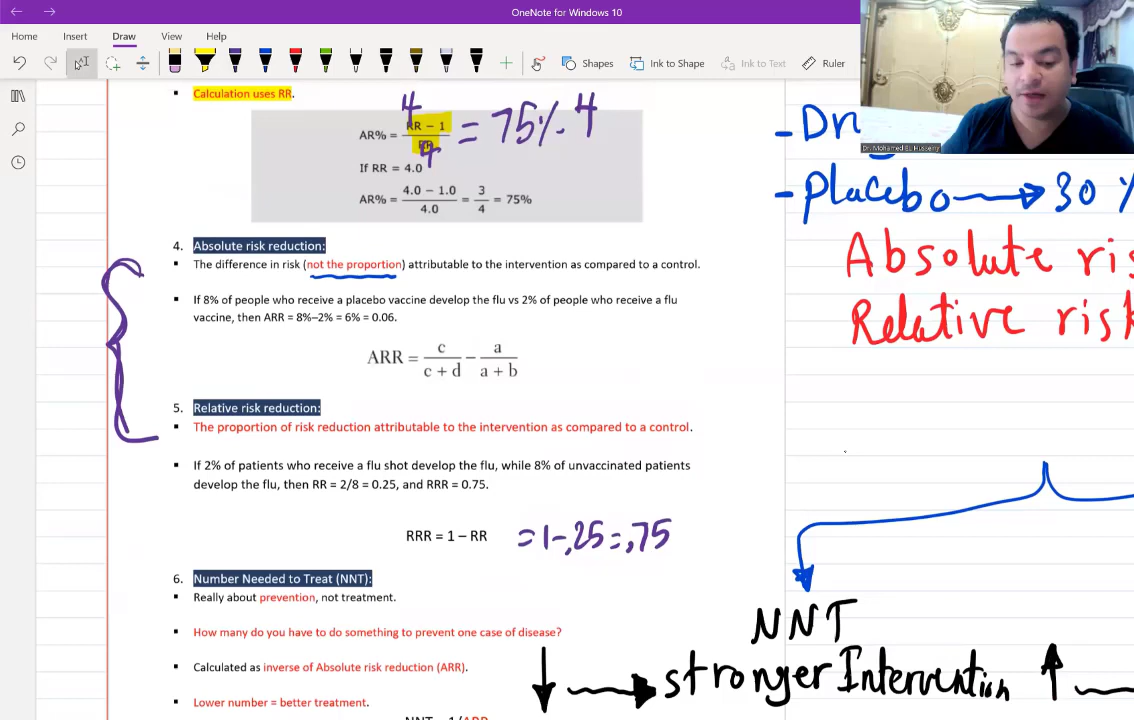 OneNote for Windows 10
Home Insert Draw View Help
Shapes Ink to Shape Ink to Text Ruler
Calculation uses RR.
4
AR% = RR – 1 / RR = 75% 4
4
If RR = 4.0
AR% = 4.0 – 1.0 / 4.0 = 3 / 4 = 75%
4. Absolute risk reduction:
The difference in risk (not the proportion) attributable to the intervention as compared to a control.
If 8% of people who receive a placebo vaccine develop the flu vs 2% of people who receive a flu
vaccine, then ARR = 8%–2% = 6% = 0.06.
ARR = c / c + d – a / a + b
5. Relative risk reduction:
The proportion of risk reduction attributable to the intervention as compared to a control.
If 2% of patients who receive a flu shot develop the flu, while 8% of unvaccinated patients
develop the flu, then RR = 2/8 = 0.25, and RRR = 0.75.
RRR = 1 – RR = 1-.25=.75
6. Number Needed to Treat (NNT):
Really about prevention, not treatment.
How many do you have to do something to prevent one case of disease?
Calculated as inverse of Absolute risk reduction (ARR).
Lower number = better treatment.
NNT = 1/ARR
- Dr
Dr. Mohamed EL Husseiny
- Placebo → 30 %
Absolute ris
Relative risk
NNT
↓ → stronger Intervention ↑